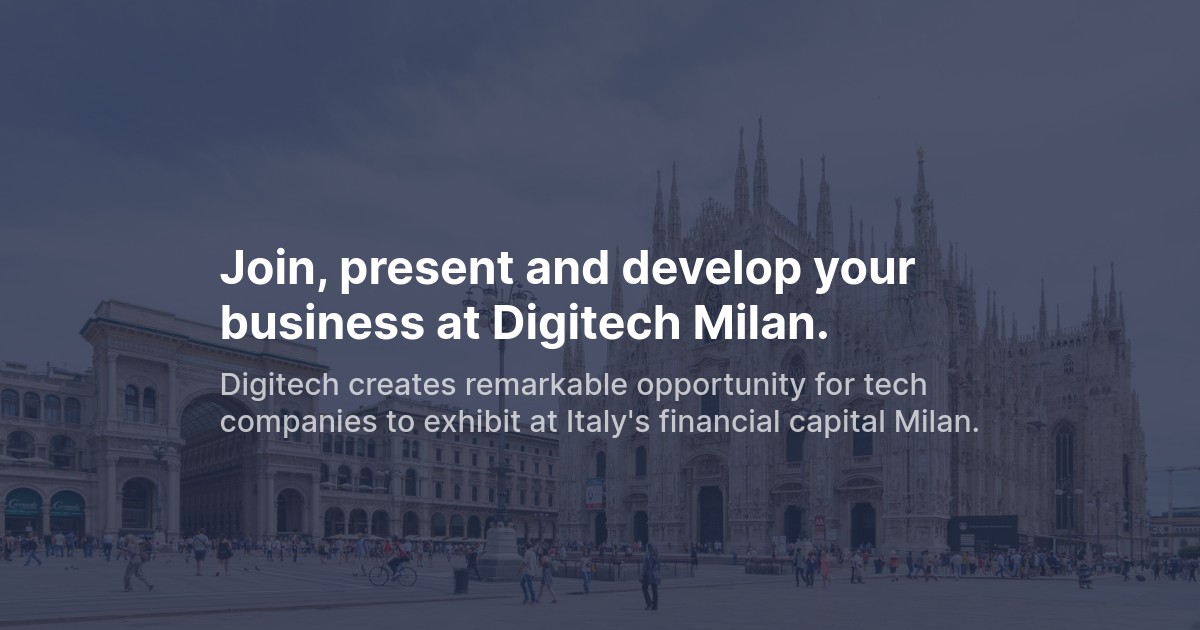 Join, present and develop your
business at Digitech Milan.
Digitech creates remarkable opportunity for tech
companies to exhibit at Italy's financial capital Milan.